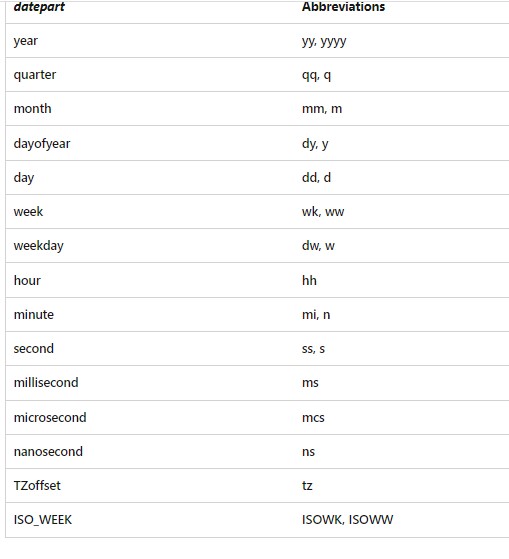 datepart Abbreviations
year yy, yyyy
quarter qq, q
month mm, m
dayofyear dy, y
day dd, d
week wk, ww
weekday dw, w
hour hh
minute mi, n
second ss, s
millisecond ms
microsecond mcs
nanosecond ns
TZoffset tz
ISO_WEEK ISOWK, ISOWW